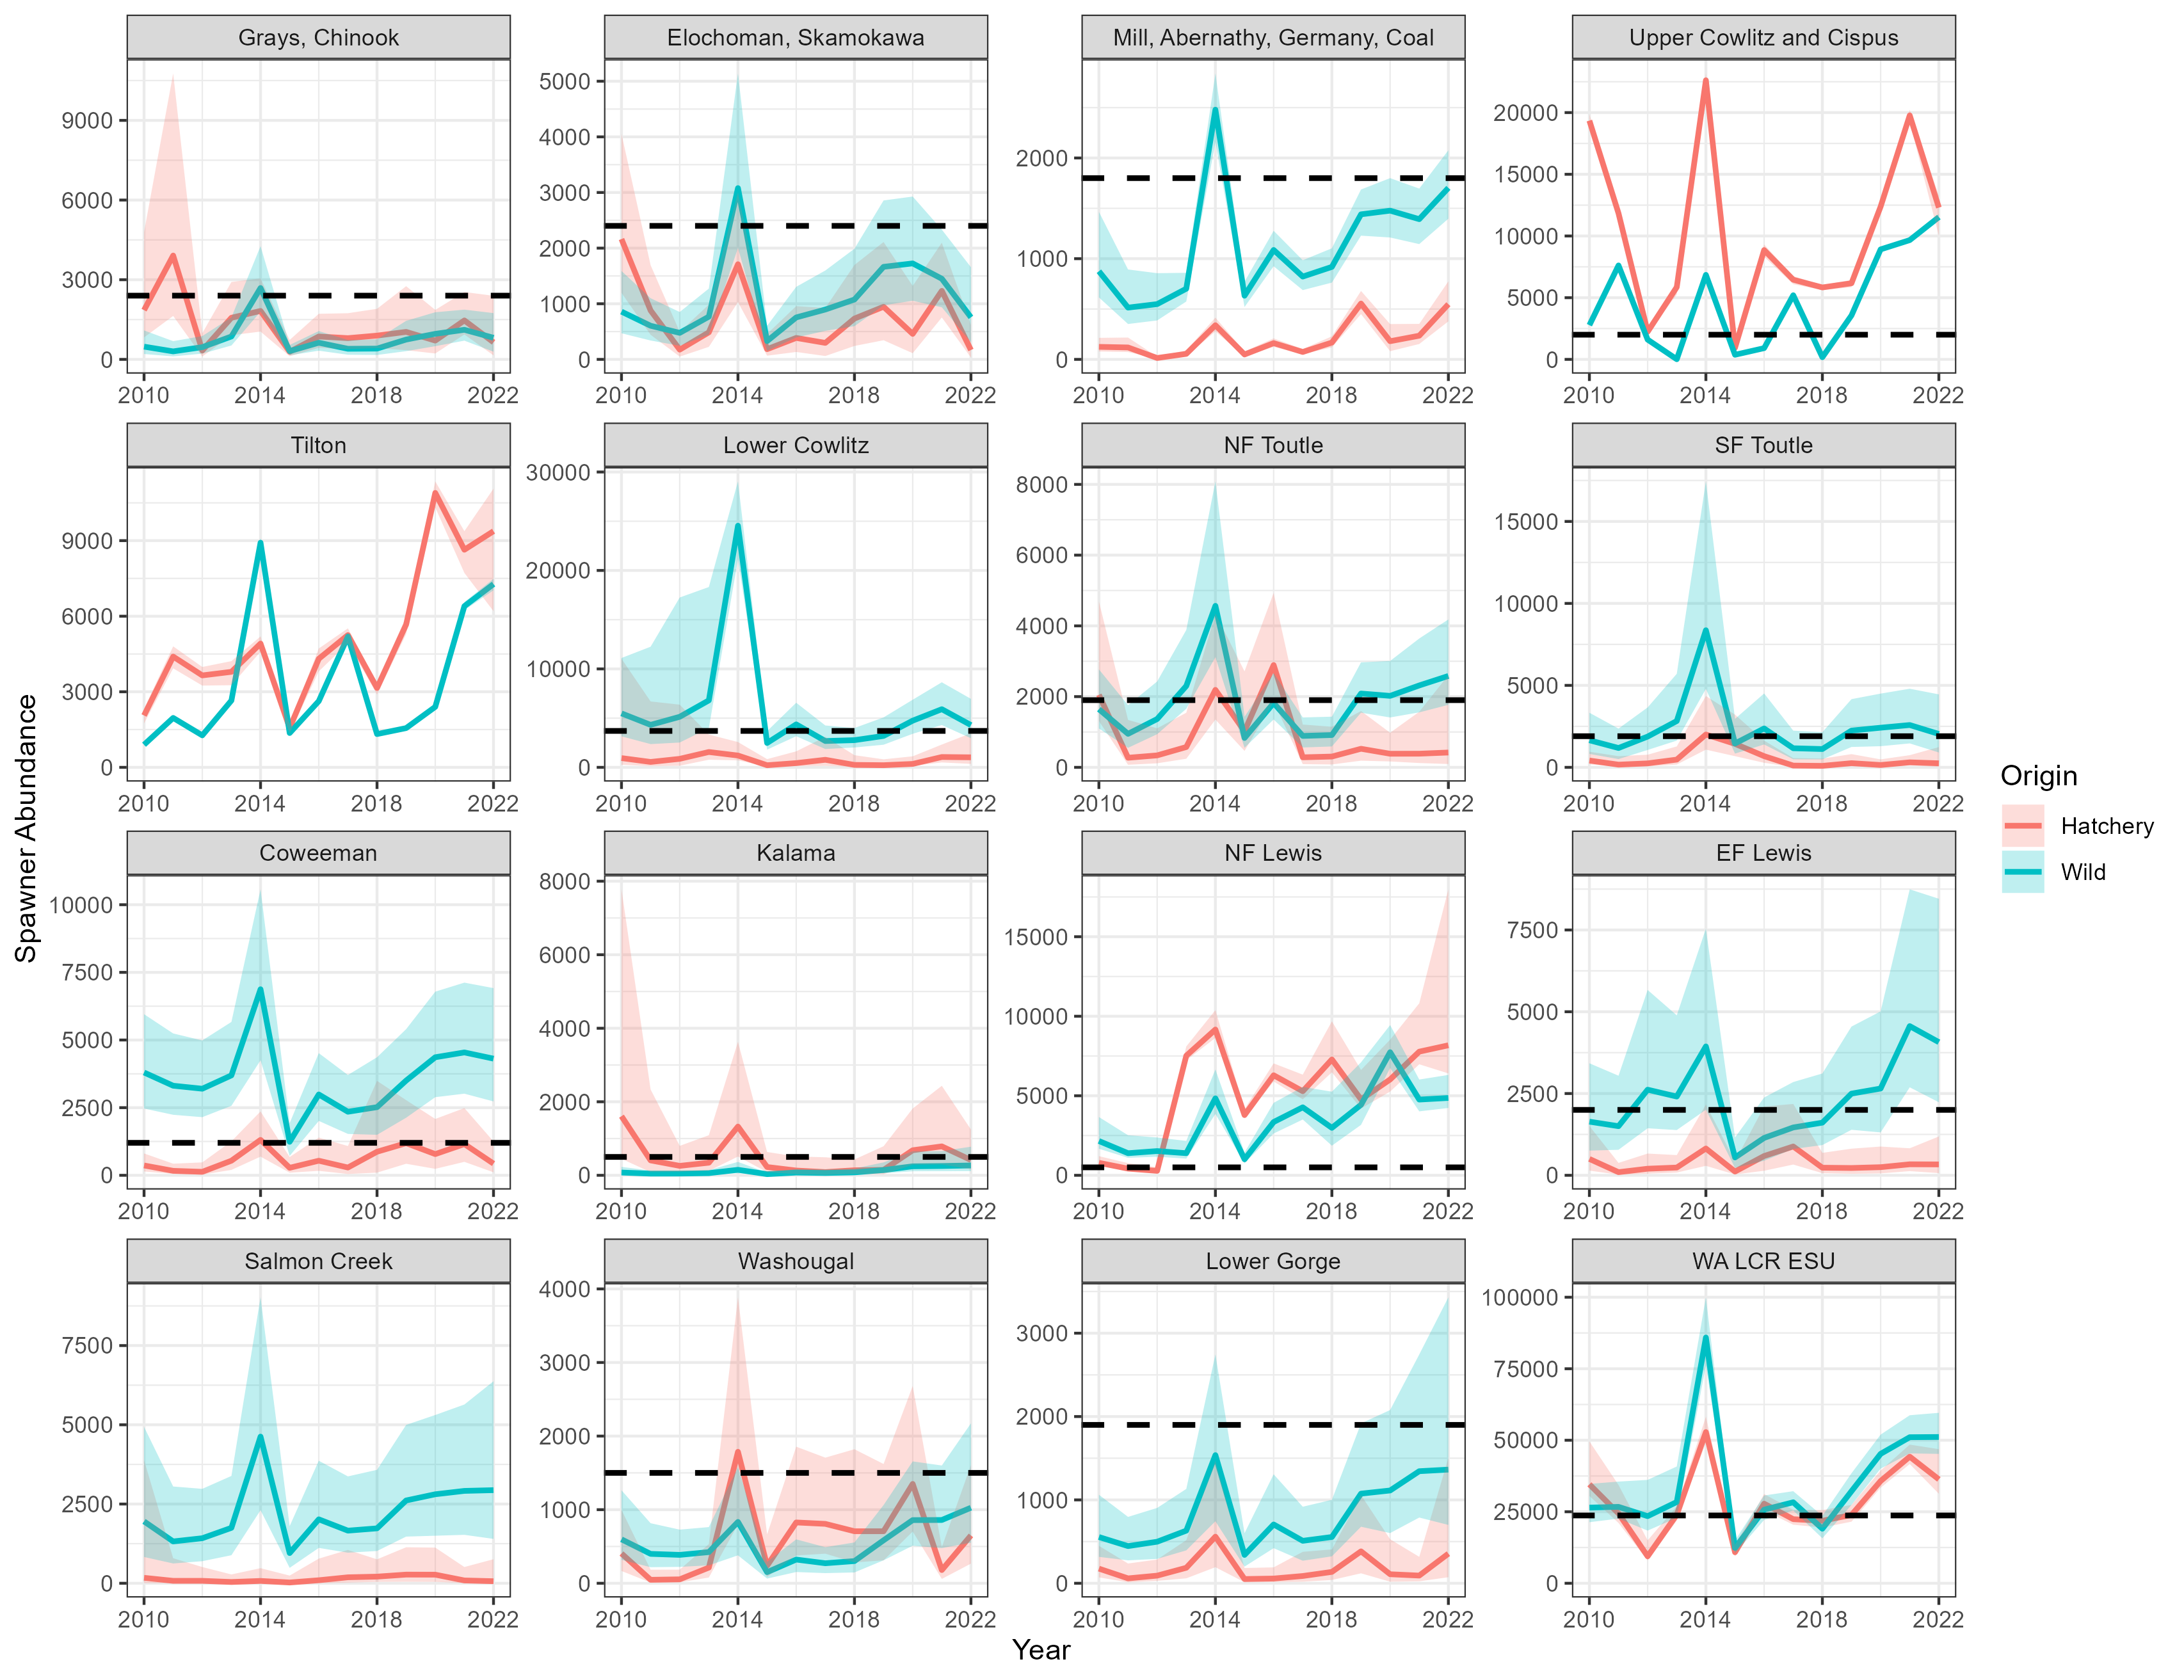 Grays, Chinook
Elochoman, Skamokawa
Mill, Abernathy, Germany, Coal
Upper Cowlitz and Cispus
9000
6000
3000
0
2010 2014 2018 2022
5000
4000
3000
2000
1000
0
2010 2014 2018 2022
2000
1000
0
2010 2014 2018 2022
20000
15000
10000
5000
0
2010 2014 2018 2022
Tilton
Lower Cowlitz
NF Toutle
SF Toutle
9000
6000
3000
0
2010 2014 2018 2022
30000
20000
10000
0
2010 2014 2018 2022
8000
6000
4000
2000
0
2010 2014 2018 2022
15000
10000
5000
0
2010 2014 2018 2022
Coweeman
Kalama
NF Lewis
EF Lewis
10000
7500
5000
2500
0
2010 2014 2018 2022
8000
6000
4000
2000
0
2010 2014 2018 2022
15000
10000
5000
0
2010 2014 2018 2022
7500
5000
2500
0
2010 2014 2018 2022
Salmon Creek
Washougal
Lower Gorge
WA LCR ESU
7500
5000
2500
0
2010 2014 2018 2022
4000
3000
2000
1000
0
2010 2014 2018 2022
3000
2000
1000
0
2010 2014 2018 2022
100000
75000
50000
25000
0
2010 2014 2018 2022
Spawner Abundance
Year
Origin
Hatchery
Wild